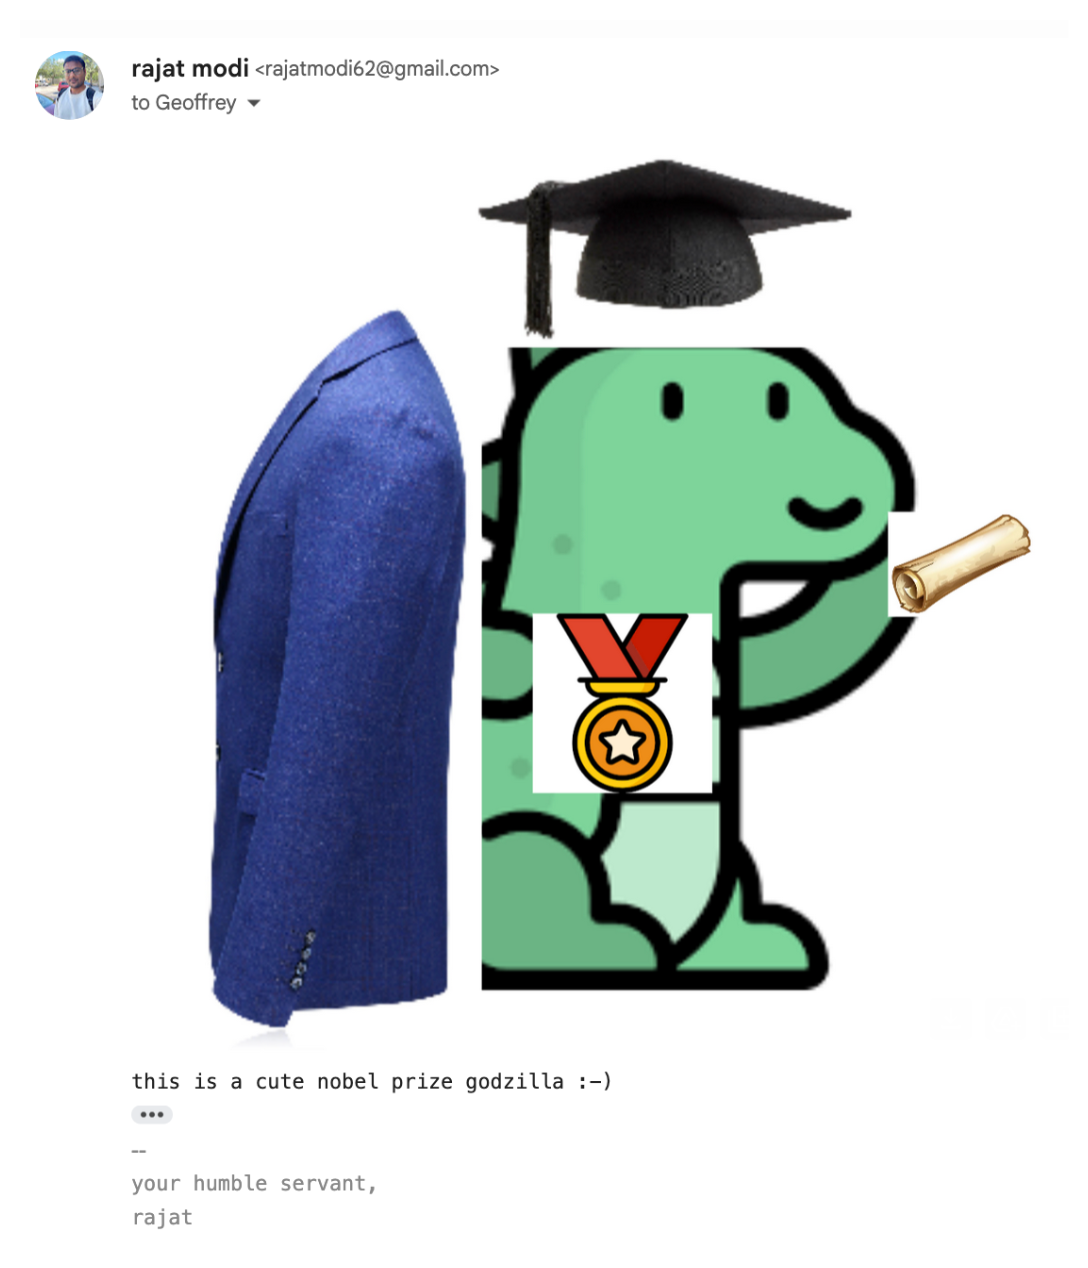 rajat modi <rajatmodi62@gmail.com>
to Geoffrey
this is a cute nobel prize godzilla :-)
--
your humble servant,
rajat